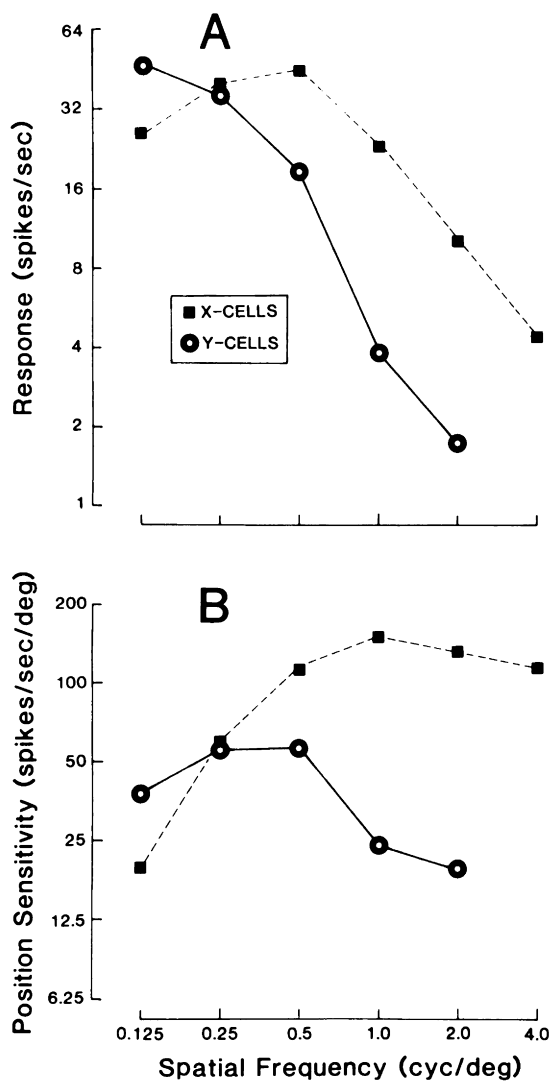 A
64
32
16
8
4
2
1
Response (spikes/sec)
X-CELLS
Y-CELLS
B
200
100
50
25
12.5
6.25
Position Sensitivity (spikes/sec/deg)
0.125 0.25 0.5 1.0 2.0 4.0
Spatial Frequency (cyc/deg)